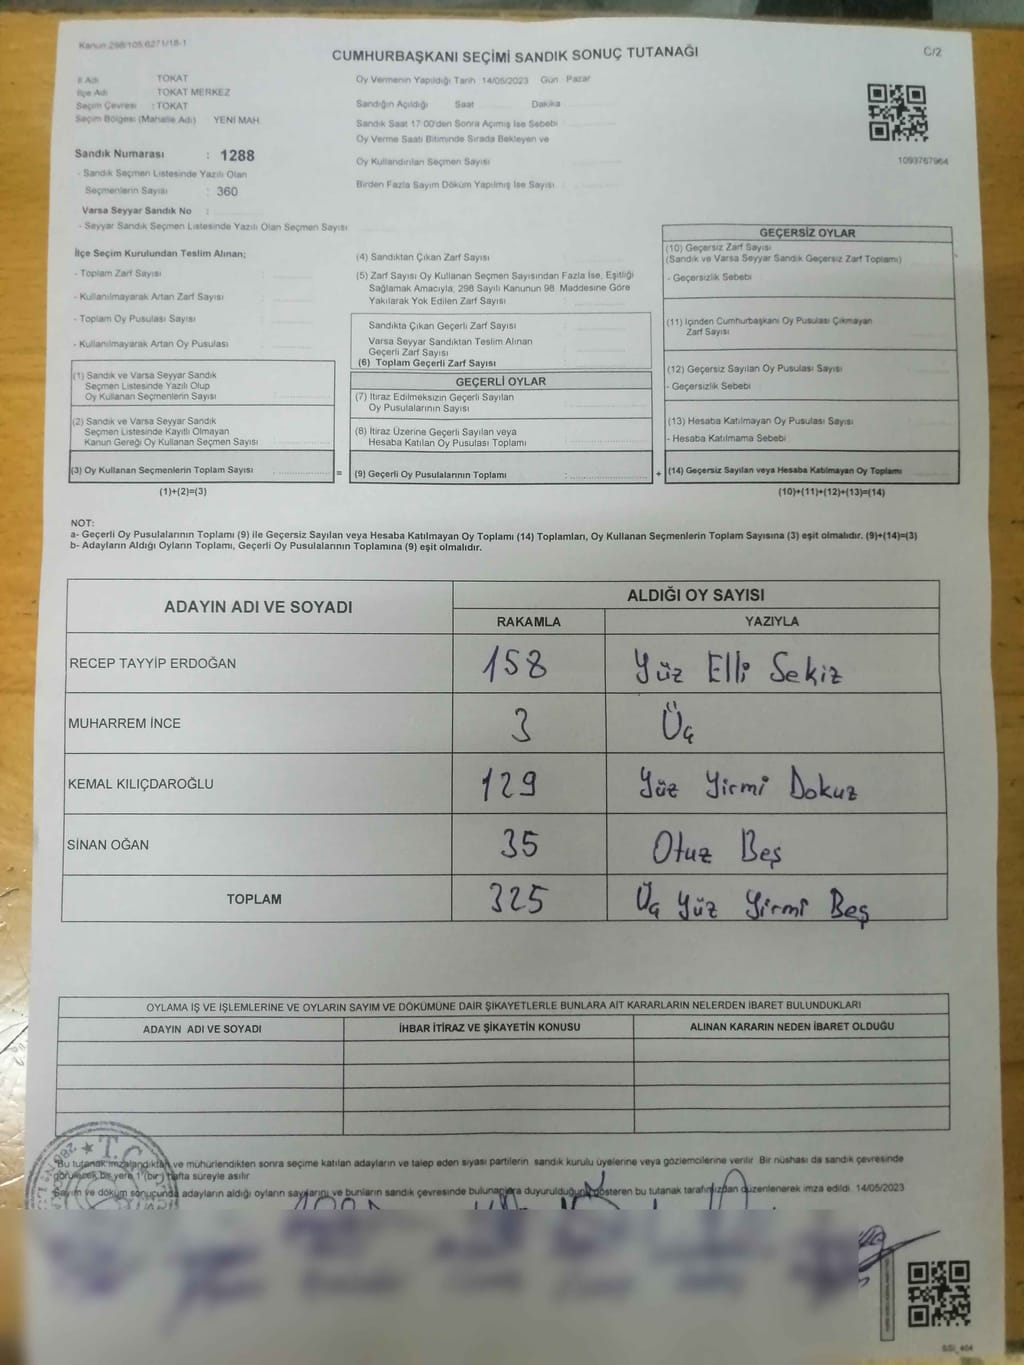 Kanun 298/105 6271/18-1
CUMHURBAŞKANI SEÇİMİ SANDIK SONUÇ TUTANAĞI
C/2
İl Adı TOKAT
İlçe Adı TOKAT MERKEZ
Seçim Çevresi : TOKAT
Seçim Bölgesi (Mahalle Adı) YENİ MAH.
Sandık Numarası : 1288
- Sandık Seçmen Listesinde Yazılı Olan
Seçmenlerin Sayısı : 360
Varsa Seyyar Sandık No :
- Seyyar Sandık Seçmen Listesinde Yazılı Olan Seçmen Sayısı
Oy Vermenin Yapıldığı Tarih 14/05/2023 Gün Pazar
Sandığın Açıldığı Saat Dakika
Sandık Saat 17:00'den Sonra Açımış İse Sebebi
Oy Verme Saati Bitiminde Sırada Bekleyen ve
Oy Kullandırılan Seçmen Sayısı
Birden Fazla Sayım Döküm Yapılmış İse Sayısı
1093767964
İlçe Seçim Kurulundan Teslim Alınan;
- Toplam Zarf Sayısı
- Kullanılmayarak Artan Zarf Sayısı
- Toplam Oy Pusulası Sayısı
- Kullanılmayarak Artan Oy Pusulası
(1) Sandık ve Varsa Seyyar Sandık
Seçmen Listesinde Yazılı Olup
Oy Kullanan Seçmenlerin Sayısı
(2) Sandık ve Varsa Seyyar Sandık
Seçmen Listesinde Kayıtlı Olmayan
Kanun Gereği Oy Kullanan Seçmen Sayısı
(3) Oy Kullanan Seçmenlerin Toplam Sayısı =
(1)+(2)=(3)
(4) Sandıktan Çıkan Zarf Sayısı
(5) Zarf Sayısı Oy Kullanan Seçmen Sayısından Fazla İse, Eşitliği
Sağlamak Amacıyla, 298 Sayılı Kanunun 98. Maddesine Göre
Yakılarak Yok Edilen Zarf Sayısı
Sandıkta Çıkan Geçerli Zarf Sayısı
Varsa Seyyar Sandıktan Teslim Alınan
Geçerli Zarf Sayısı
(6) Toplam Geçerli Zarf Sayısı
GEÇERLİ OYLAR
(7) İtiraz Edilmeksizin Geçerli Sayılan
Oy Pusulalarının Sayısı
(8) İtiraz Üzerine Geçerli Sayılan veya
Hesaba Katılan Oy Pusulası Toplamı
(9) Geçerli Oy Pusulalarının Toplamı : +
GEÇERSİZ OYLAR
(10) Geçersiz Zarf Sayısı
(Sandık ve Varsa Seyyar Sandık Geçersiz Zarf Toplamı)
- Geçersizlik Sebebi
(11) İçinden Cumhurbaşkanı Oy Pusulası Çıkmayan
Zarf Sayısı
(12) Geçersiz Sayılan Oy Pusulası Sayısı
- Geçersizlik Sebebi
(13) Hesaba Katılmayan Oy Pusulası Sayısı
- Hesaba Katılmama Sebebi
(14) Geçersiz Sayılan veya Hesaba Katılmayan Oy Toplamı
(10)+(11)+(12)+(13)=(14)
NOT:
a- Geçerli Oy Pusulalarının Toplamı (9) ile Geçersiz Sayılan veya Hesaba Katılmayan Oy Toplamı (14) Toplamları, Oy Kullanan Seçmenlerin Toplam Sayısına (3) eşit olmalıdır. (9)+(14)=(3)
b- Adayların Aldığı Oyların Toplamı, Geçerli Oy Pusulalarının Toplamına (9) eşit olmalıdır.
ADAYIN ADI VE SOYADI
ALDIĞI OY SAYISI
RAKAMLA YAZIYLA
RECEP TAYYİP ERDOĞAN 158 Yüz Elli Sekiz
MUHARREM İNCE 3 Üç
KEMAL KILIÇDAROĞLU 129 Yüz Yirmi Dokuz
SİNAN OĞAN 35 Otuz Beş
TOPLAM 325 Üç Yüz Yirmi Beş
OYLAMA İŞ VE İŞLEMLERİNE VE OYLARIN SAYIM VE DÖKÜMÜNE DAİR ŞİKAYETLERLE BUNLARA AİT KARARLARIN NELERDEN İBARET BULUNDUKLARI
ADAYIN ADI VE SOYADI İHBAR İTİRAZ VE ŞİKAYETİN KONUSU ALINAN KARARIN NEDEN İBARET OLDUĞU
Bu tutanak imzalandıktan ve mühürlendikten sonra seçime katılan adayların ve talep eden siyasi partilerin sandık kurulu üyelerine veya gözlemcilerine verilir. Bir nüshası da sandık çevresinde
görülecek bir yere 1 (bir) hafta süreyle asılır.
Sayım ve döküm sonucunda adayların aldığı oyların sayılarını ve bunların sandık çevresinde bulunanlara duyurulduğunu gösteren bu tutanak tarafımızdan düzenlenerek imza edildi. 14/05/2023
★ T.C.